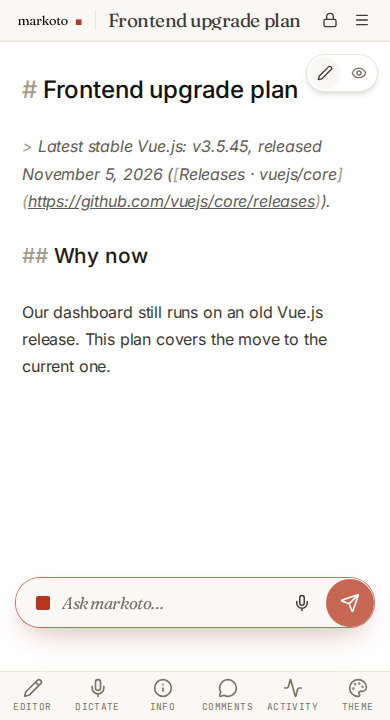 markoto
Frontend upgrade plan
# Frontend upgrade plan
> Latest stable Vue.js: v3.5.45, released
November 5, 2026 ([Releases · vuejs/core]
(https://github.com/vuejs/core/releases)).
## Why now
Our dashboard still runs on an old Vue.js
release. This plan covers the move to the
current one.
Ask markoto...
EDITOR DICTATE INFO COMMENTS ACTIVITY THEME